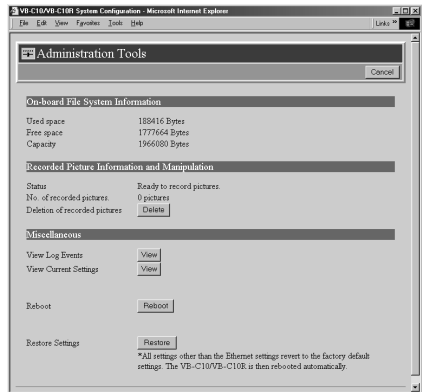 VB-C10/VB-C10R System Configuration - Microsoft Internet Explorer
File Edit View Favorites Tools Help
Links »
Administration Tools
Cancel
On-board File System Information
Used space 188416 Bytes
Free space 1777664 Bytes
Capacity 1966080 Bytes
Recorded Picture Information and Manipulation
Status Ready to record pictures.
No. of recorded pictures. 0 pictures
Deletion of recorded pictures Delete
Miscellaneous
View Log Events View
View Current Settings View
Reboot Reboot
Restore Settings Restore
*All settings other than the Ethernet settings revert to the factory default
settings. The VB-C10/VB-C10R is then rebooted automatically.